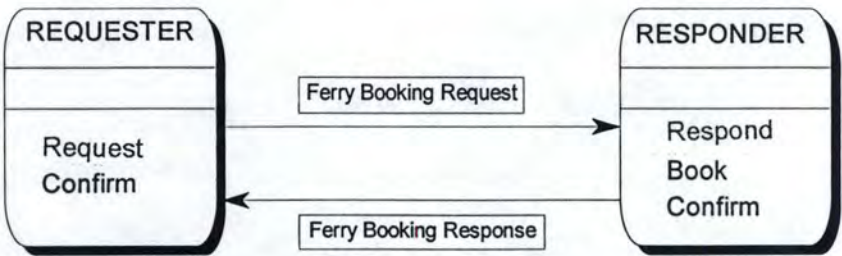 REQUESTER
Request
Confirm
Ferry Booking Request
Ferry Booking Response
RESPONDER
Respond
Book
Confirm